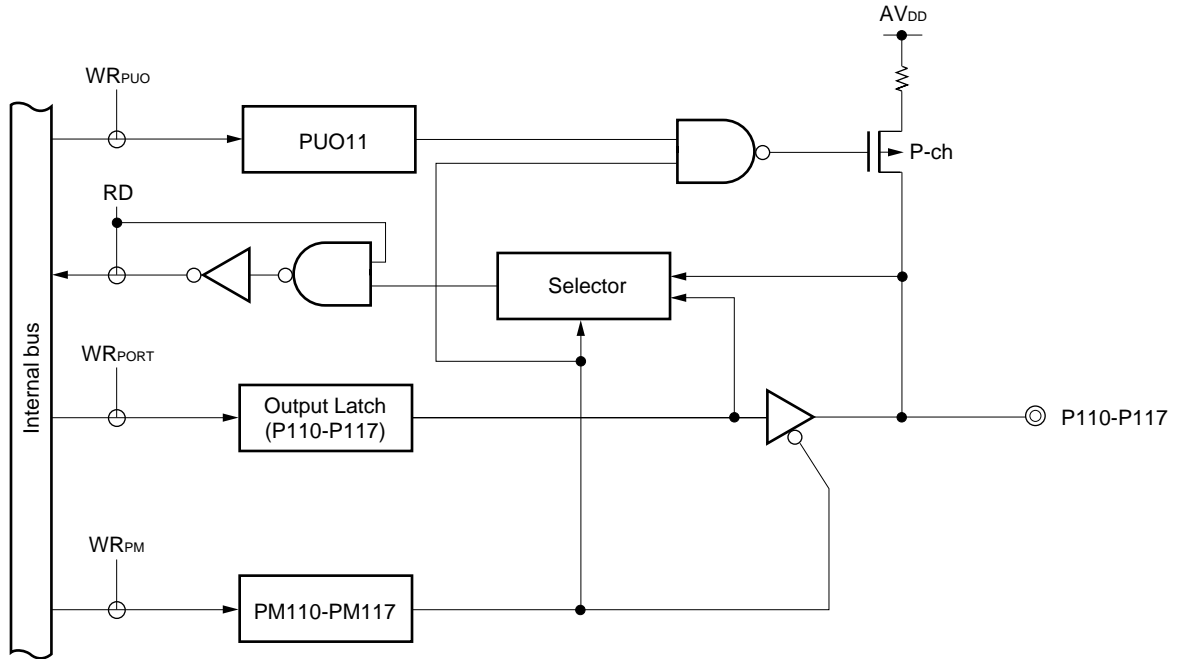 AVDD
WRPUO
PUO11
P-ch
RD
Selector
Internal bus
WRPORT
Output Latch
(P110-P117)
P110-P117
WRPM
PM110-PM117